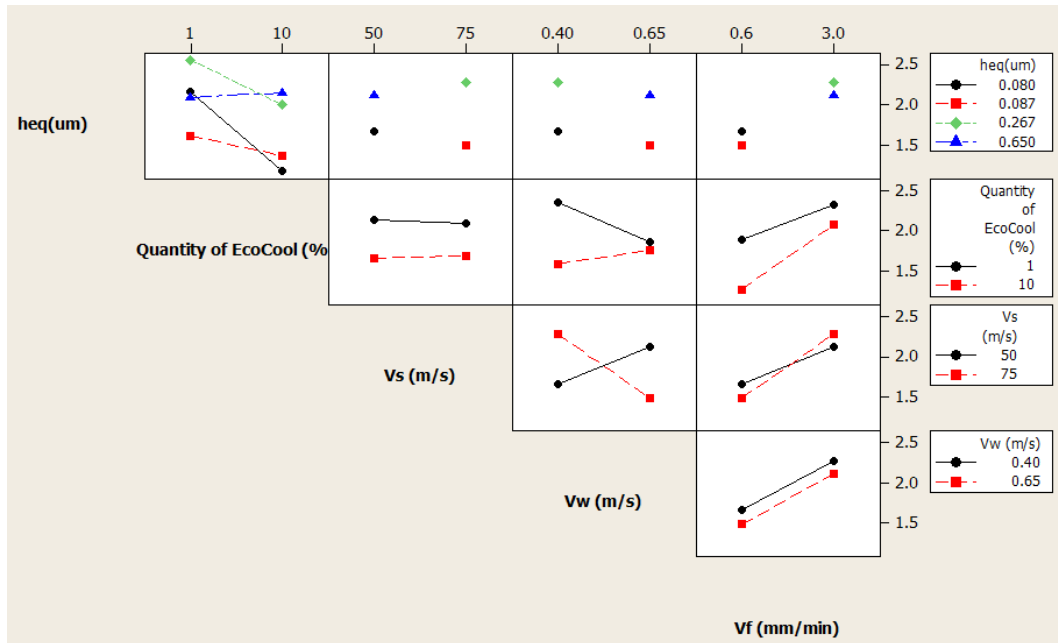 1 10 50 75 0.40 0.65 0.6 3.0
heq(um)
2.5
2.0
1.5
heq(um)
0.080
0.087
0.267
0.650
Quantity of EcoCool (%
2.5
2.0
1.5
Quantity
of
EcoCool
(%)
1
10
Vs (m/s)
2.5
2.0
1.5
Vs
(m/s)
50
75
Vw (m/s)
2.5
2.0
1.5
Vw (m/s)
0.40
0.65
Vf (mm/min)